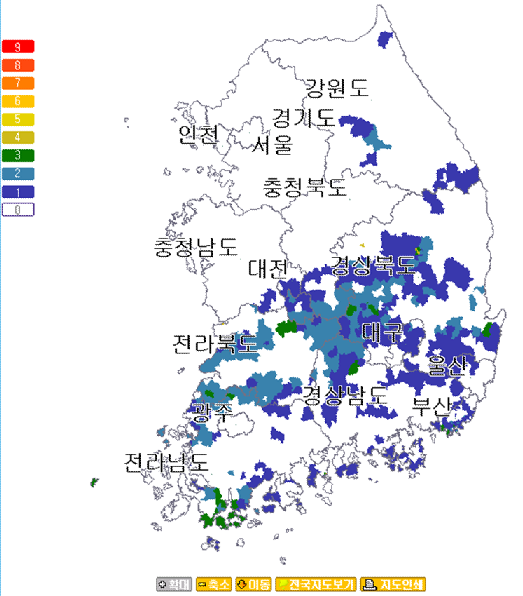 9
8
7
6
5
4
3
2
1
0
강원도
경기도
인천
서울
충청북도
충청남도
대전
경상북도
전라북도
대구
울산
경상남도
광주
부산
전라남도
확대 축소 이동 전국지도보기 지도인쇄